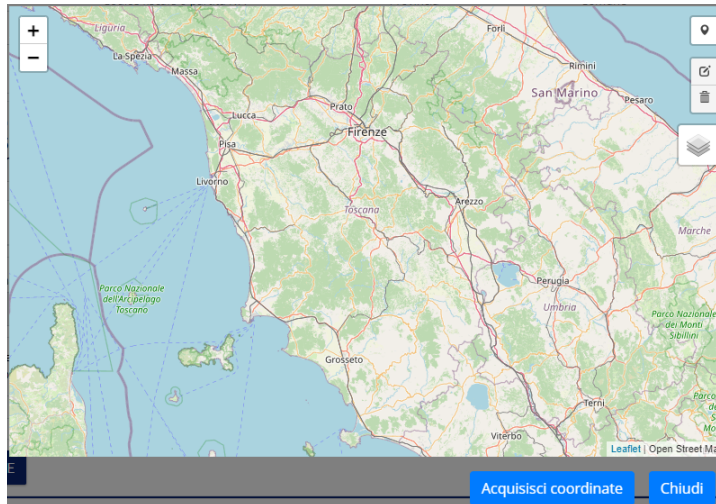 +
−
Liguria
La Spezia
Massa
Forlì
Rimini
San Marino
Pesaro
Lucca
Prato
Firenze
Pisa
Livorno
Toscana
Arezzo
Marche
Parco Nazionale
dell'Arcipelago
Toscano
Perugia
Umbria
Parco Nazionale
dei Monti
Sibillini
Grosseto
Terni
Viterbo
Leaflet | Open Street Ma
E
Acquisisci coordinate
Chiudi